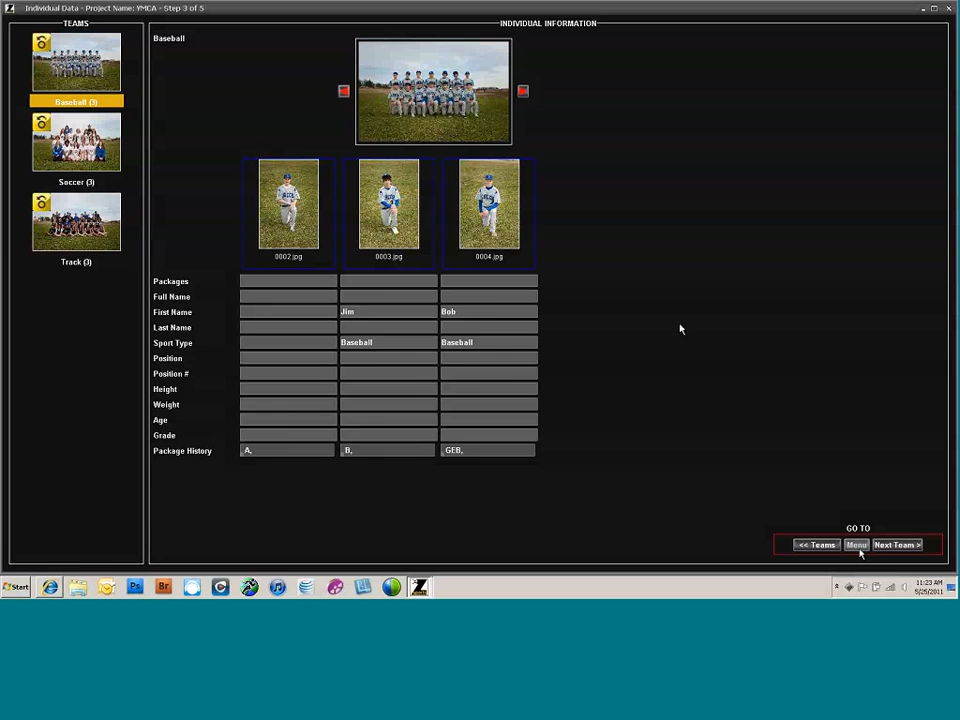 Individual Data - Project Name: YMCA - Step 3 of 5
TEAMS
INDIVIDUAL INFORMATION
Baseball
Baseball (3)
Soccer (3)
Track (3)
0002.jpg
0003.jpg
0004.jpg
Packages
Full Name
First Name Jim Bob
Last Name
Sport Type Baseball Baseball
Position
Position #
Height
Weight
Age
Grade
Package History A, B, GEB,
GO TO
<< Teams Menu Next Team >
Start Ps Br 11:23 AM
5/25/2011